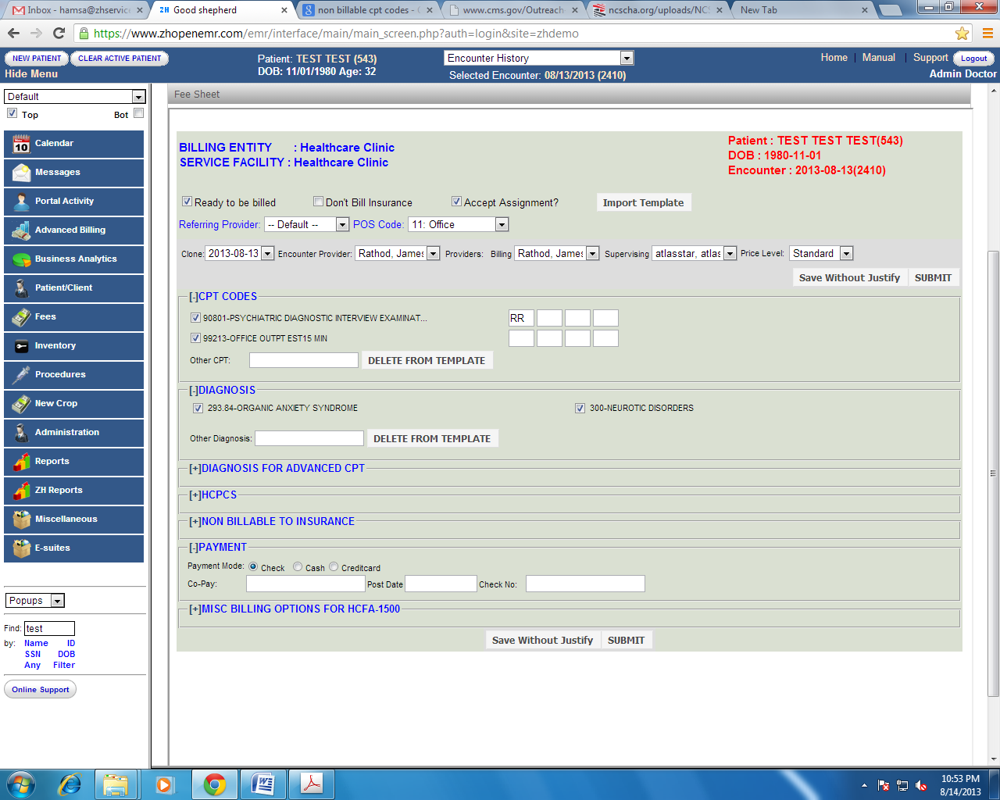 Inbox - hamsa@zhservice
ZH Good shepherd
non billable cpt codes -
www.cms.gov/Outreach
ncscha.org/uploads/NCS
New Tab
https://www.zhopenemr.com/emr/interface/main/main_screen.php?auth=login&site=zhdemo
NEW PATIENT CLEAR ACTIVE PATIENT
Hide Menu
Patient: TEST TEST (543)
DOB: 11/01/1980 Age: 32
Encounter History
Selected Encounter: 08/13/2013 (2410)
Home | Manual | Support Logout
Admin Doctor
Default
Top Bot
Calendar
Messages
Portal Activity
Advanced Billing
Business Analytics
Patient/Client
Fees
Inventory
Procedures
New Crop
Administration
Reports
ZH Reports
Miscellaneous
E-suites
Popups
Find: test
by: Name ID
SSN DOB
Any Filter
Online Support
Fee Sheet
BILLING ENTITY : Healthcare Clinic
SERVICE FACILITY : Healthcare Clinic
Patient : TEST TEST TEST(543)
DOB : 1980-11-01
Encounter : 2013-08-13(2410)
Ready to be billed Don't Bill Insurance Accept Assignment? Import Template
Referring Provider: -- Default -- POS Code: 11: Office
Clone: 2013-08-13 Encounter Provider: Rathod, James Providers: Billing Rathod, James Supervising atlasstar, atlas Price Level: Standard
Save Without Justify SUBMIT
[-]CPT CODES
90801-PSYCHIATRIC DIAGNOSTIC INTERVIEW EXAMINAT... RR
99213-OFFICE OUTPT EST15 MIN
Other CPT: DELETE FROM TEMPLATE
[-]DIAGNOSIS
293.84-ORGANIC ANXIETY SYNDROME 300-NEUROTIC DISORDERS
Other Diagnosis: DELETE FROM TEMPLATE
[+]DIAGNOSIS FOR ADVANCED CPT
[+]HCPCS
[+]NON BILLABLE TO INSURANCE
[-]PAYMENT
Payment Mode: Check Cash Creditcard
Co-Pay: Post Date Check No:
[+]MISC BILLING OPTIONS FOR HCFA-1500
Save Without Justify SUBMIT
10:53 PM
8/14/2013